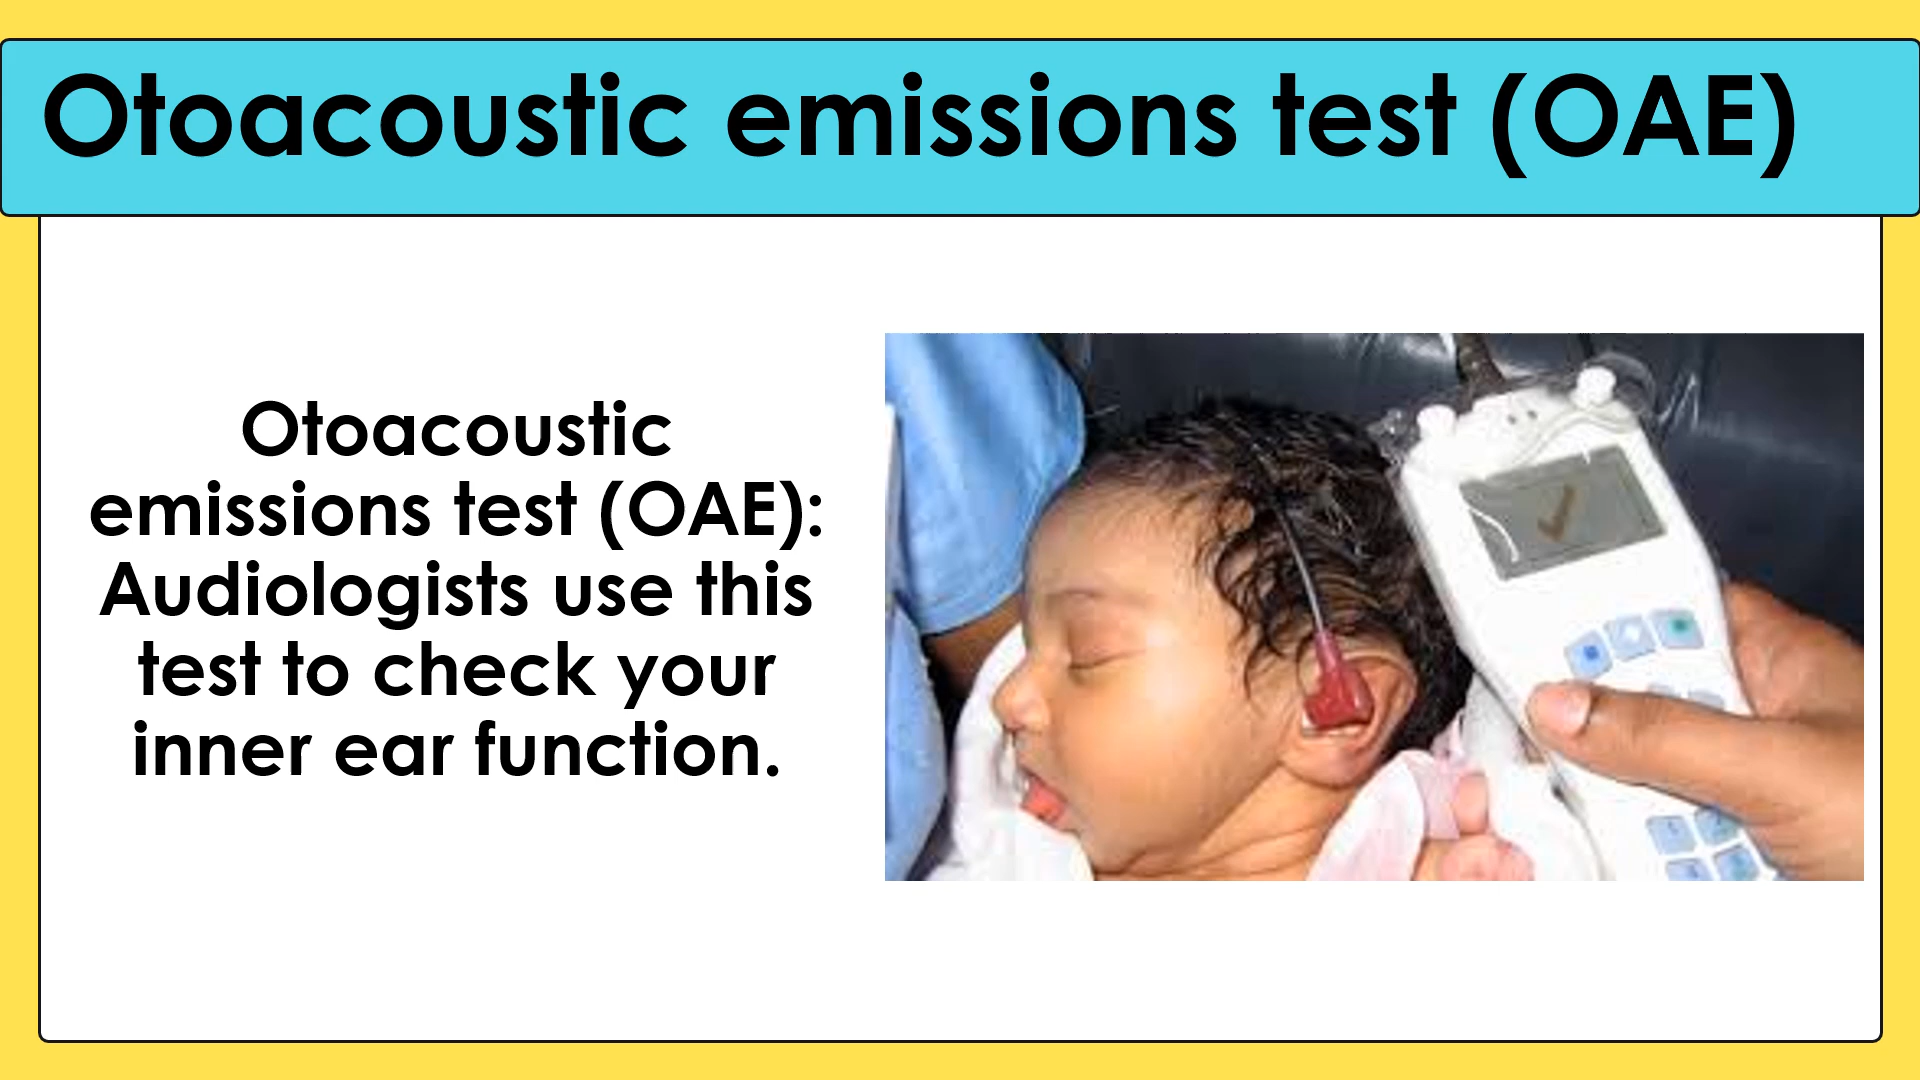 Otoacoustic emissions test (OAE)
Otoacoustic
emissions test (OAE):
Audiologists use this
test to check your
inner ear function.